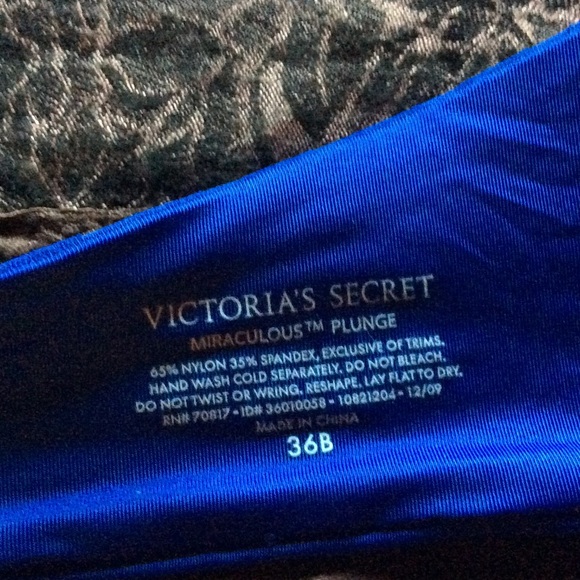 VICTORIA'S SECRET
MIRACULOUS™ PLUNGE
65% NYLON 35% SPANDEX, EXCLUSIVE OF TRIMS.
HAND WASH COLD SEPARATELY. DO NOT BLEACH.
DO NOT TWIST OR WRING. RESHAPE, LAY FLAT TO DRY.
RN# 70817 • ID# 36010058 • 10821204 • 12/09
MADE IN CHINA
36B